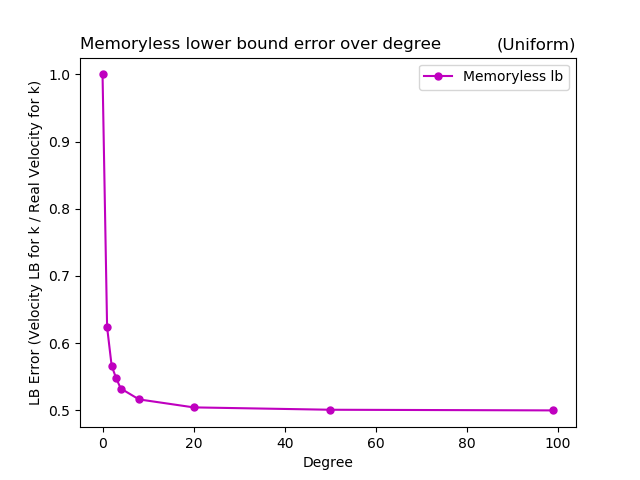 Memoryless lower bound error over degree (Uniform)
Memoryless lb
LB Error (Velocity LB for k / Real Velocity for k)
1.0
0.9
0.8
0.7
0.6
0.5
0 20 40 60 80 100
Degree